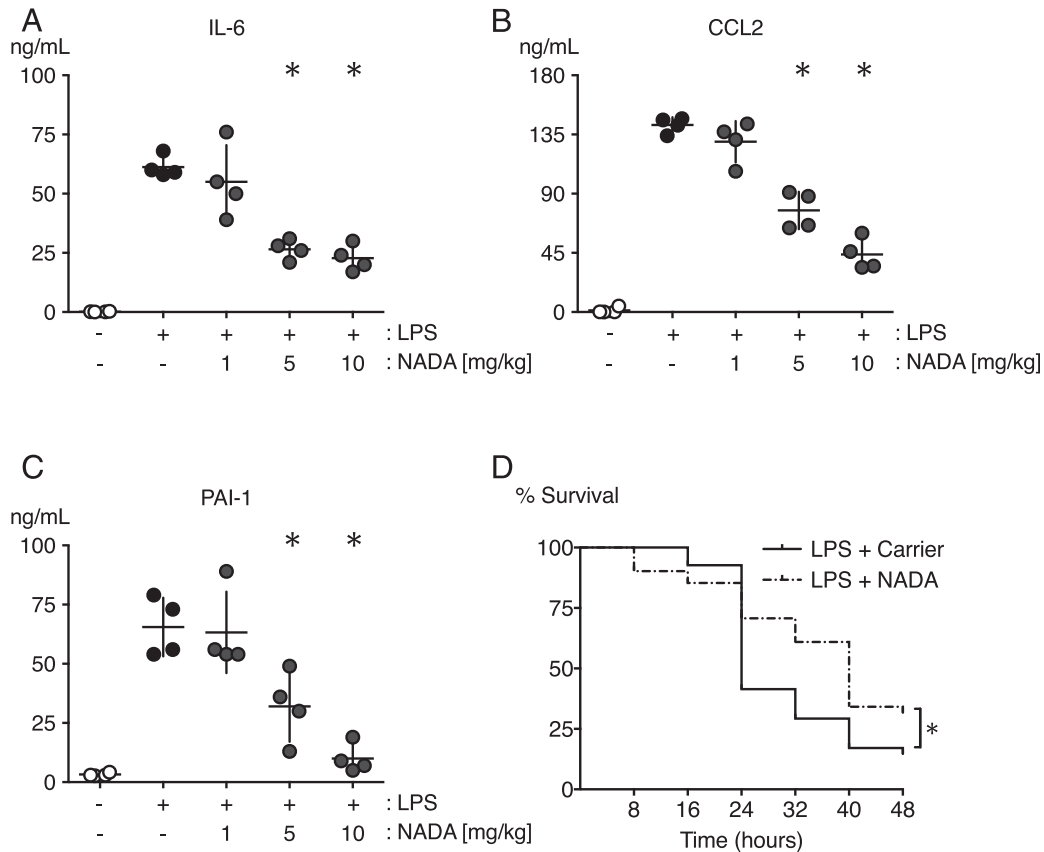 A
IL-6
ng/mL
100
75
50
25
0
* *
- + + + + : LPS
- - 1 5 10 : NADA [mg/kg]
B
CCL2
ng/mL
180
135
90
45
0
* *
- + + + + : LPS
- - 1 5 10 : NADA [mg/kg]
C
PAI-1
ng/mL
100
75
50
25
0
* *
- + + + + : LPS
- - 1 5 10 : NADA [mg/kg]
D
% Survival
100
75
50
25
0
LPS + Carrier
LPS + NADA
*
8 16 24 32 40 48
Time (hours)